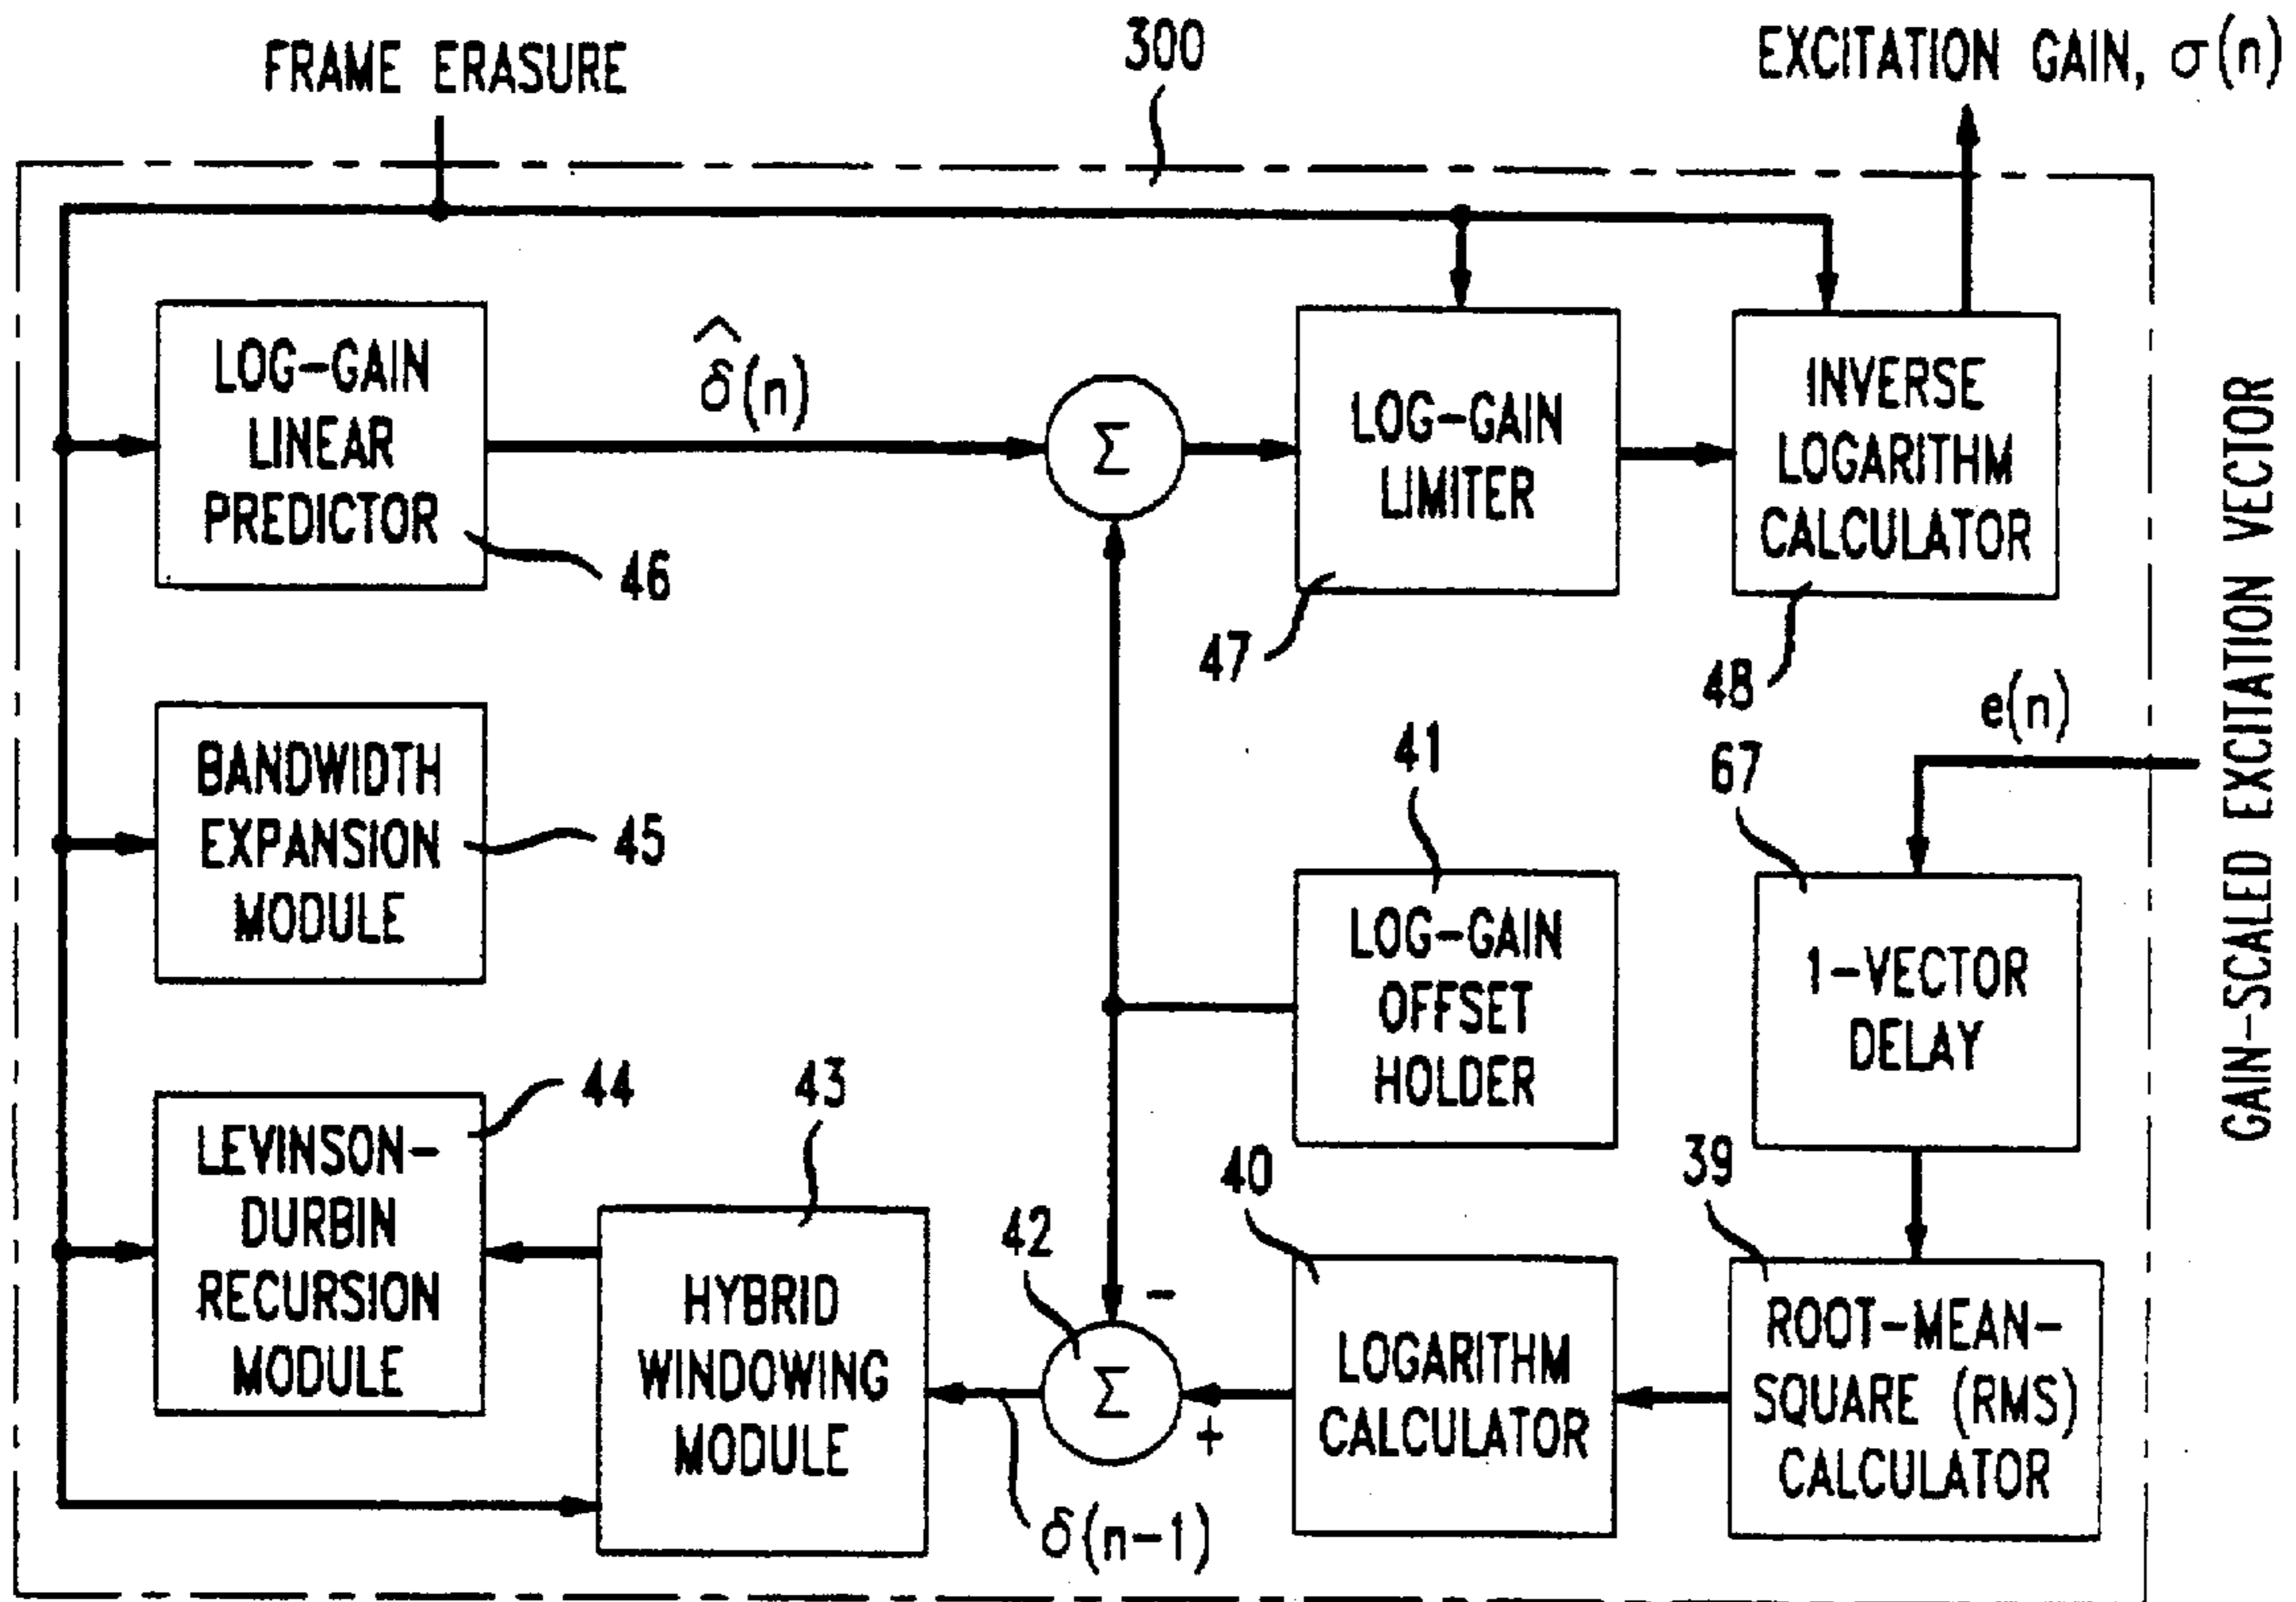 FRAME ERASURE
300
EXCITATION GAIN, σ(n)
LOG-GAIN
LINEAR
PREDICTOR
46
δ̂(n)
Σ
LOG-GAIN
LIMITER
47
INVERSE
LOGARITHM
CALCULATOR
48
GAIN-SCALED EXCITATION VECTOR
e(n)
67
1-VECTOR
DELAY
BANDWIDTH
EXPANSION
MODULE
45
41
LOG-GAIN
OFFSET
HOLDER
LEVINSON-
DURBIN
RECURSION
MODULE
44
43
HYBRID
WINDOWING
MODULE
42
-
Σ
+
δ(n-1)
40
LOGARITHM
CALCULATOR
39
ROOT-MEAN-
SQUARE (RMS)
CALCULATOR